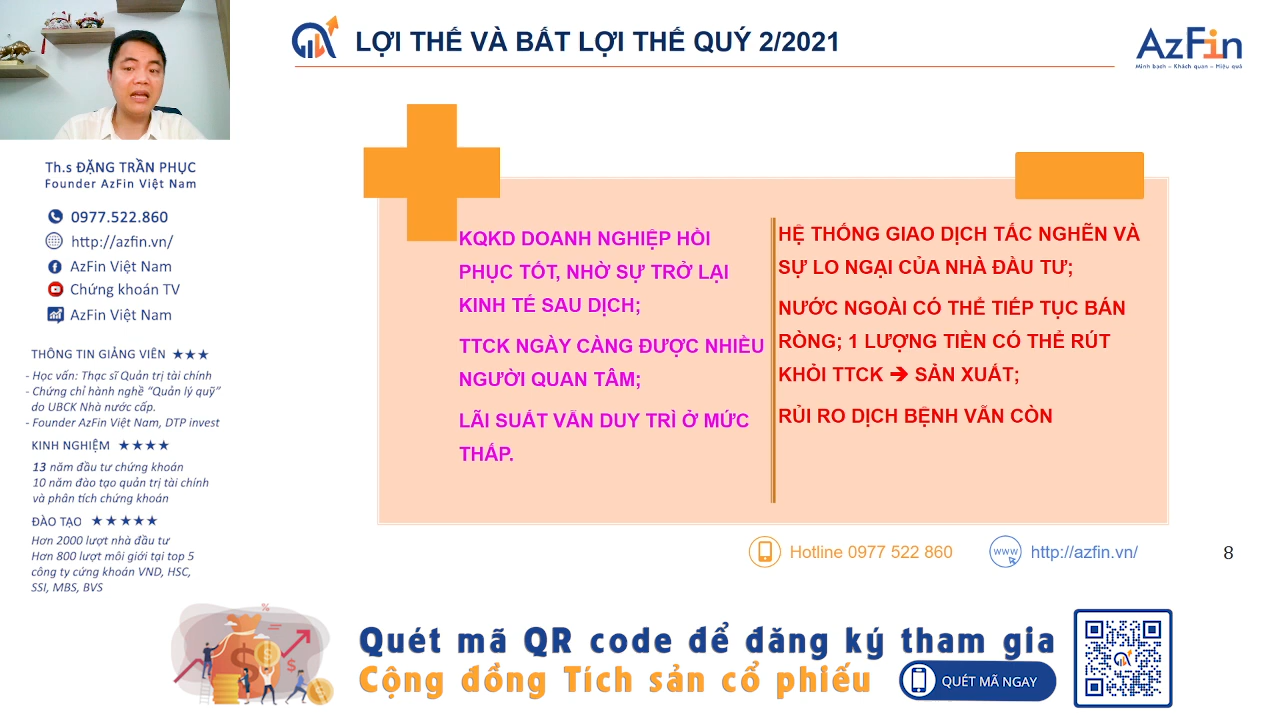 LỢI THẾ VÀ BẤT LỢI THẾ QUÝ 2/2021
AzFin
Minh bạch – Khách quan – Hiệu quả
Th.s ĐẶNG TRẦN PHỤC
Founder AzFin Việt Nam
0977.522.860
http://azfin.vn/
AzFin Việt Nam
Chứng khoán TV
AzFin Việt Nam
THÔNG TIN GIẢNG VIÊN ★★★
- Học vấn: Thạc sĩ Quản trị tài chính
- Chứng chỉ hành nghề “Quản lý quỹ”
do UBCK Nhà nước cấp.
- Founder AzFin Việt Nam, DTP invest
KINH NGHIỆM ★★★★
13 năm đầu tư chứng khoán
10 năm đào tạo quản trị tài chính
và phân tích chứng khoán
ĐÀO TẠO ★★★★★
Hơn 2000 lượt nhà đầu tư
Hơn 800 lượt môi giới tại top 5
công ty cứng khoán VND, HSC,
SSI, MBS, BVS
KQKD DOANH NGHIỆP HỒI
PHỤC TỐT, NHỜ SỰ TRỞ LẠI
KINH TẾ SAU DỊCH;
TTCK NGÀY CÀNG ĐƯỢC NHIỀU
NGƯỜI QUAN TÂM;
LÃI SUẤT VẪN DUY TRÌ Ở MỨC
THẤP.
HỆ THỐNG GIAO DỊCH TẮC NGHẼN VÀ
SỰ LO NGẠI CỦA NHÀ ĐẦU TƯ;
NƯỚC NGOÀI CÓ THỂ TIẾP TỤC BÁN
RÒNG; 1 LƯỢNG TIỀN CÓ THỂ RÚT
KHỎI TTCK ➔ SẢN XUẤT;
RỦI RO DỊCH BỆNH VẪN CÒN
Hotline 0977 522 860
www
http://azfin.vn/
8
Quét mã QR code để đăng ký tham gia
Cộng đồng Tích sản cổ phiếu
QUÉT MÃ NGAY